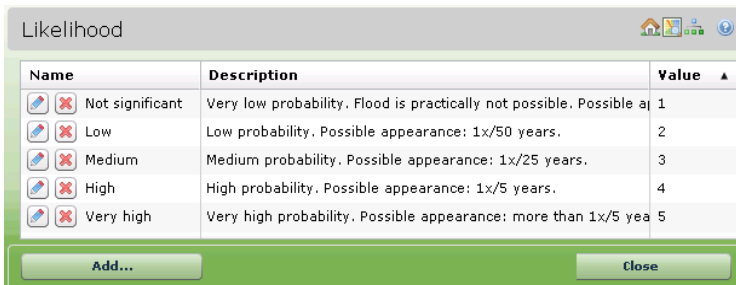 Likelihood
Name Description Value
Not significant Very low probability. Flood is practically not possible. Possible 1
Low Low probability. Possible appearance: 1x/50 years. 2
Medium Medium probability. Possible appearance: 1x/25 years. 3
High High probability. Possible appearance: 1x/5 years. 4
Very high Very high probability. Possible appearance: more than 1x/5 yea 5
Add... Close